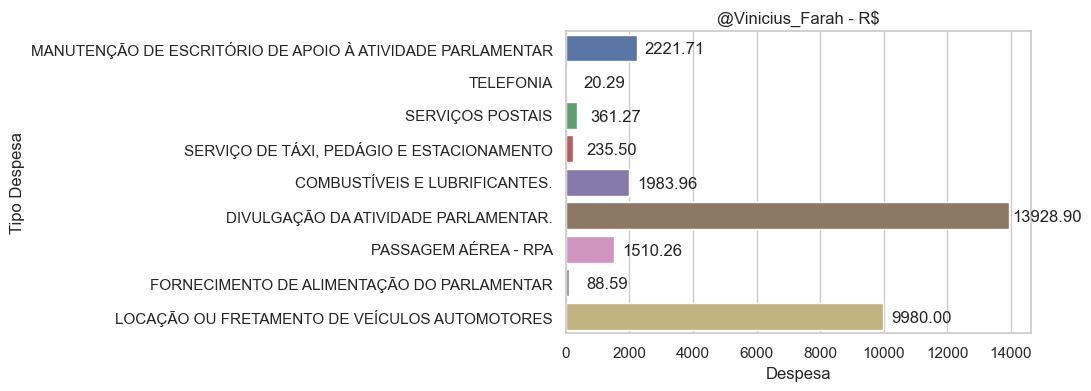 @Vinicius_Farah - R$
Tipo Despesa
MANUTENÇÃO DE ESCRITÓRIO DE APOIO À ATIVIDADE PARLAMENTAR 2221.71
TELEFONIA 20.29
SERVIÇOS POSTAIS 361.27
SERVIÇO DE TÁXI, PEDÁGIO E ESTACIONAMENTO 235.50
COMBUSTÍVEIS E LUBRIFICANTES. 1983.96
DIVULGAÇÃO DA ATIVIDADE PARLAMENTAR. 13928.90
PASSAGEM AÉREA - RPA 1510.26
FORNECIMENTO DE ALIMENTAÇÃO DO PARLAMENTAR 88.59
LOCAÇÃO OU FRETAMENTO DE VEÍCULOS AUTOMOTORES 9980.00
0 2000 4000 6000 8000 10000 12000 14000
Despesa